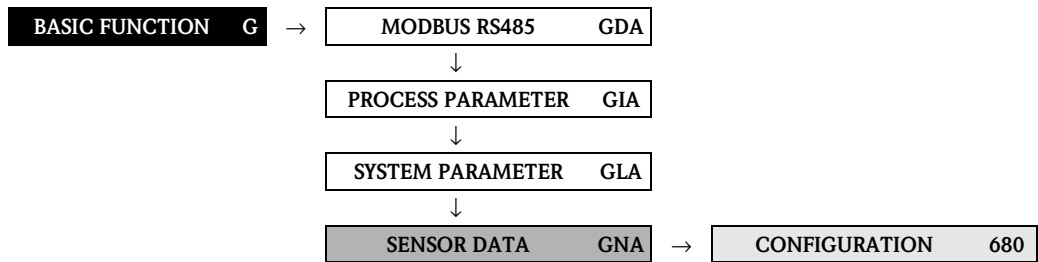 BASIC FUNCTION G → MODBUS RS485 GDA
↓
PROCESS PARAMETER GIA
↓
SYSTEM PARAMETER GLA
↓
SENSOR DATA GNA → CONFIGURATION 680